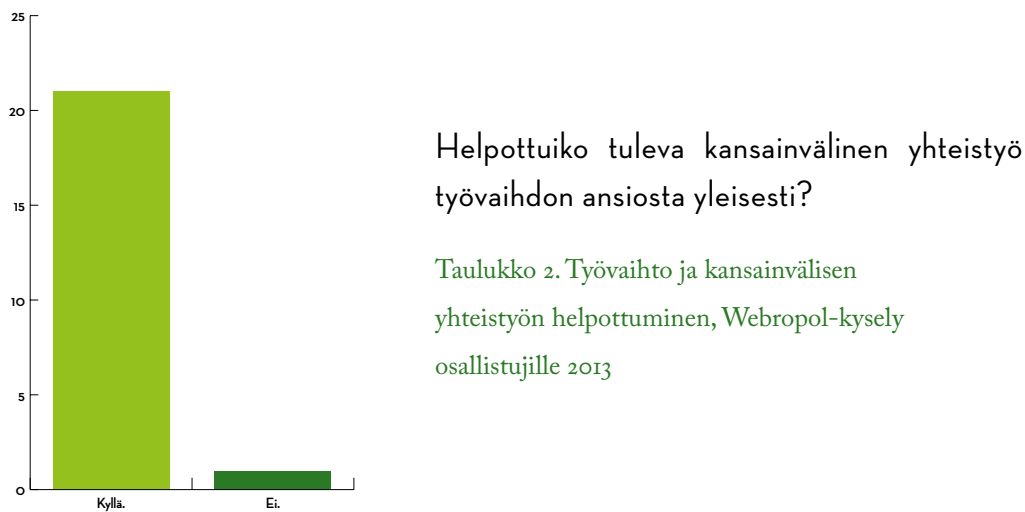 25
20
15
10
5
0
Kyllä.
Ei.
Helpottuiko tuleva kansainvälinen yhteistyö
työvaihdon ansiosta yleisesti?
Taulukko 2. Työvaihto ja kansainvälisen
yhteistyön helpottuminen, Webropol-kysely
osallistujille 2013